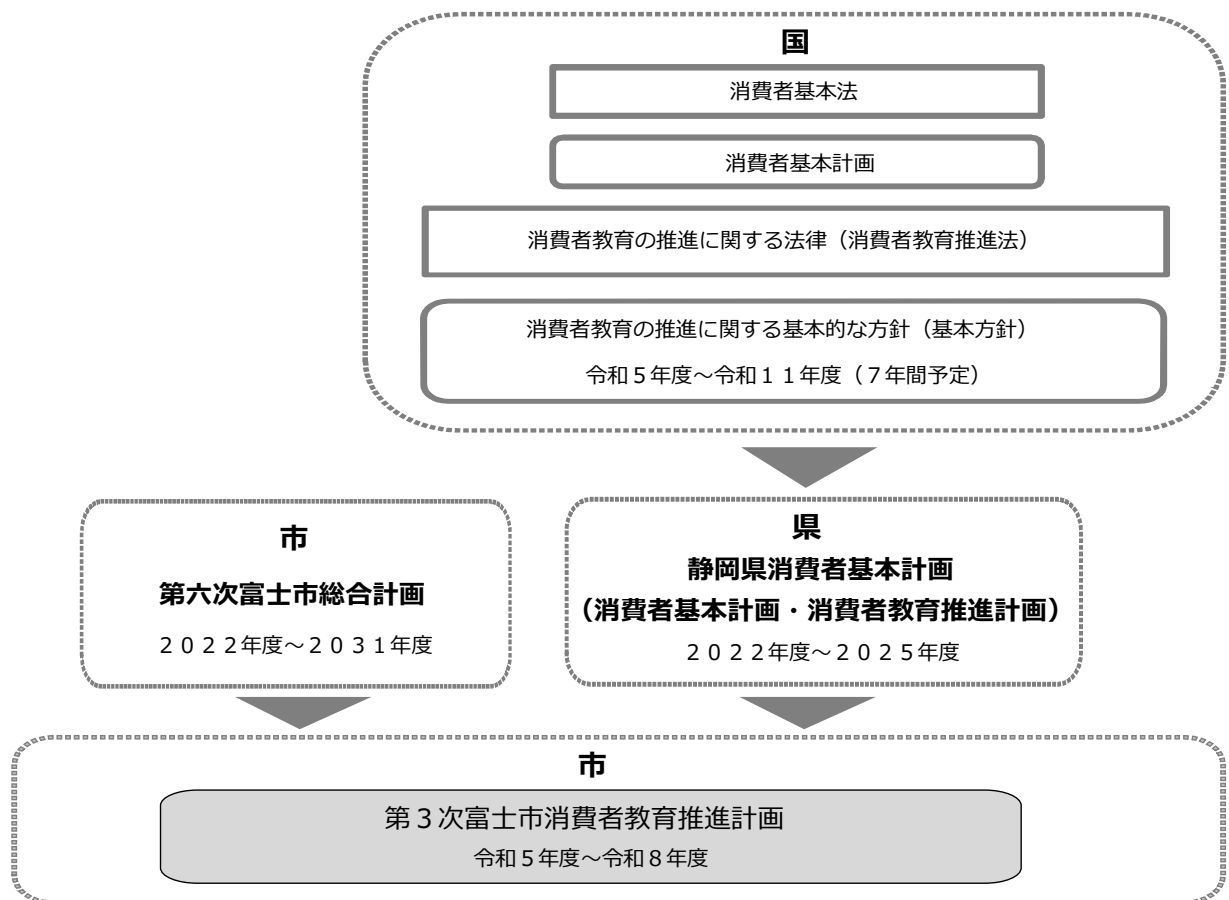 国
消費者基本法
消費者基本計画
消費者教育の推進に関する法律（消費者教育推進法）
消費者教育の推進に関する基本的な方針（基本方針）
令和５年度～令和１１年度（７年間予定）
市
第六次富士市総合計画
２０２２年度～２０３１年度
県
静岡県消費者基本計画
（消費者基本計画・消費者教育推進計画）
２０２２年度～２０２５年度
市
第３次富士市消費者教育推進計画
令和５年度～令和８年度